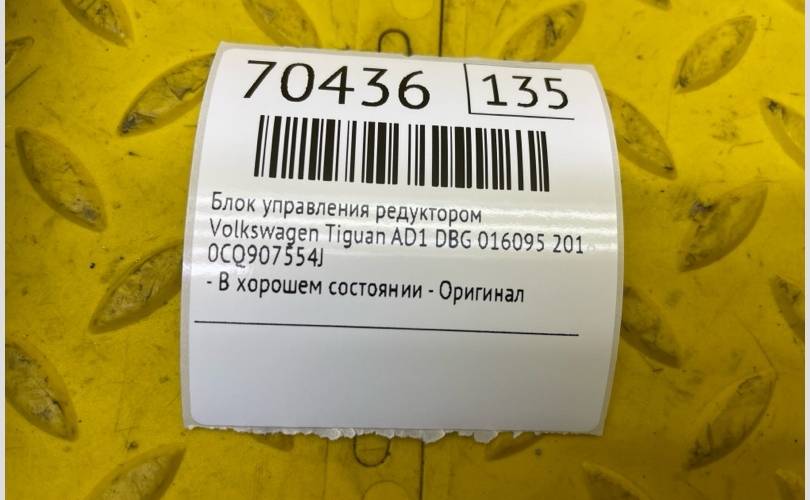 70436 135
Блок управления редуктором
Volkswagen Tiguan AD1 DBG 016095 201
0CQ907554J
- В хорошем состоянии - Оригинал